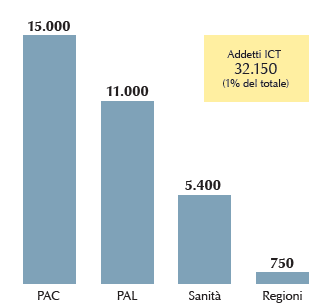 15.000
Addetti ICT
32.150
(1% del totale)
11.000
5.400
750
PAC PAL Sanità Regioni